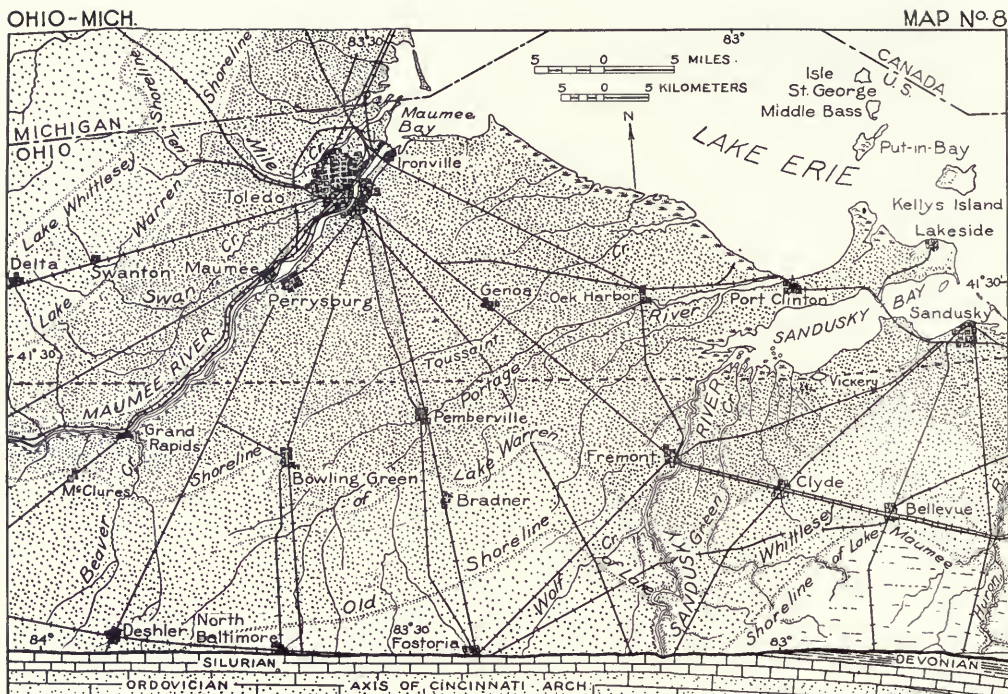 OHIO-MICH.
MAP No. 8
83°30'
83°
5 0 5 MILES.
5 0 5 KILOMETERS
CANADA
U.S.
Isle
St. George
Middle Bass
Put-in-Bay
Kellys Island
Lakeside
LAKE ERIE
N
Maumee
Bay
Cape
Shoreline
Shoreline
MICHIGAN
OHIO
Ten
Mile
Cr.
Ironville
Toledo
Lake Whittlesey
Lake Warren
Delta
Swanton
Swan
Cr.
Maumee
Perrysburg
Genoa
Oak Harbor
Cr.
River
Port Clinton
41°30'
BAY
SANDUSKY
Sandusky
41°30'
MAUMEE RIVER
Toussaint
Portage
Vickery
Pemberville
RIVER
Cr.
Grand
Rapids
McClures
Cr.
Shoreline
Bowling Green
of
Lake Warren
Fremont
Bradner
Clyde
Bellevue
Green
Whittlesey
of Lake
Maumee
Shoreline
Beaver
Old
Shoreline
Wolf
Cr.
of Lake
SANDUSKY
Shoreline
84°
Deshler
North
Baltimore
83°30'
Fostoria
83°
SILURIAN
DEVONIAN
ORDOVICIAN
AXIS OF CINCINNATI ARCH